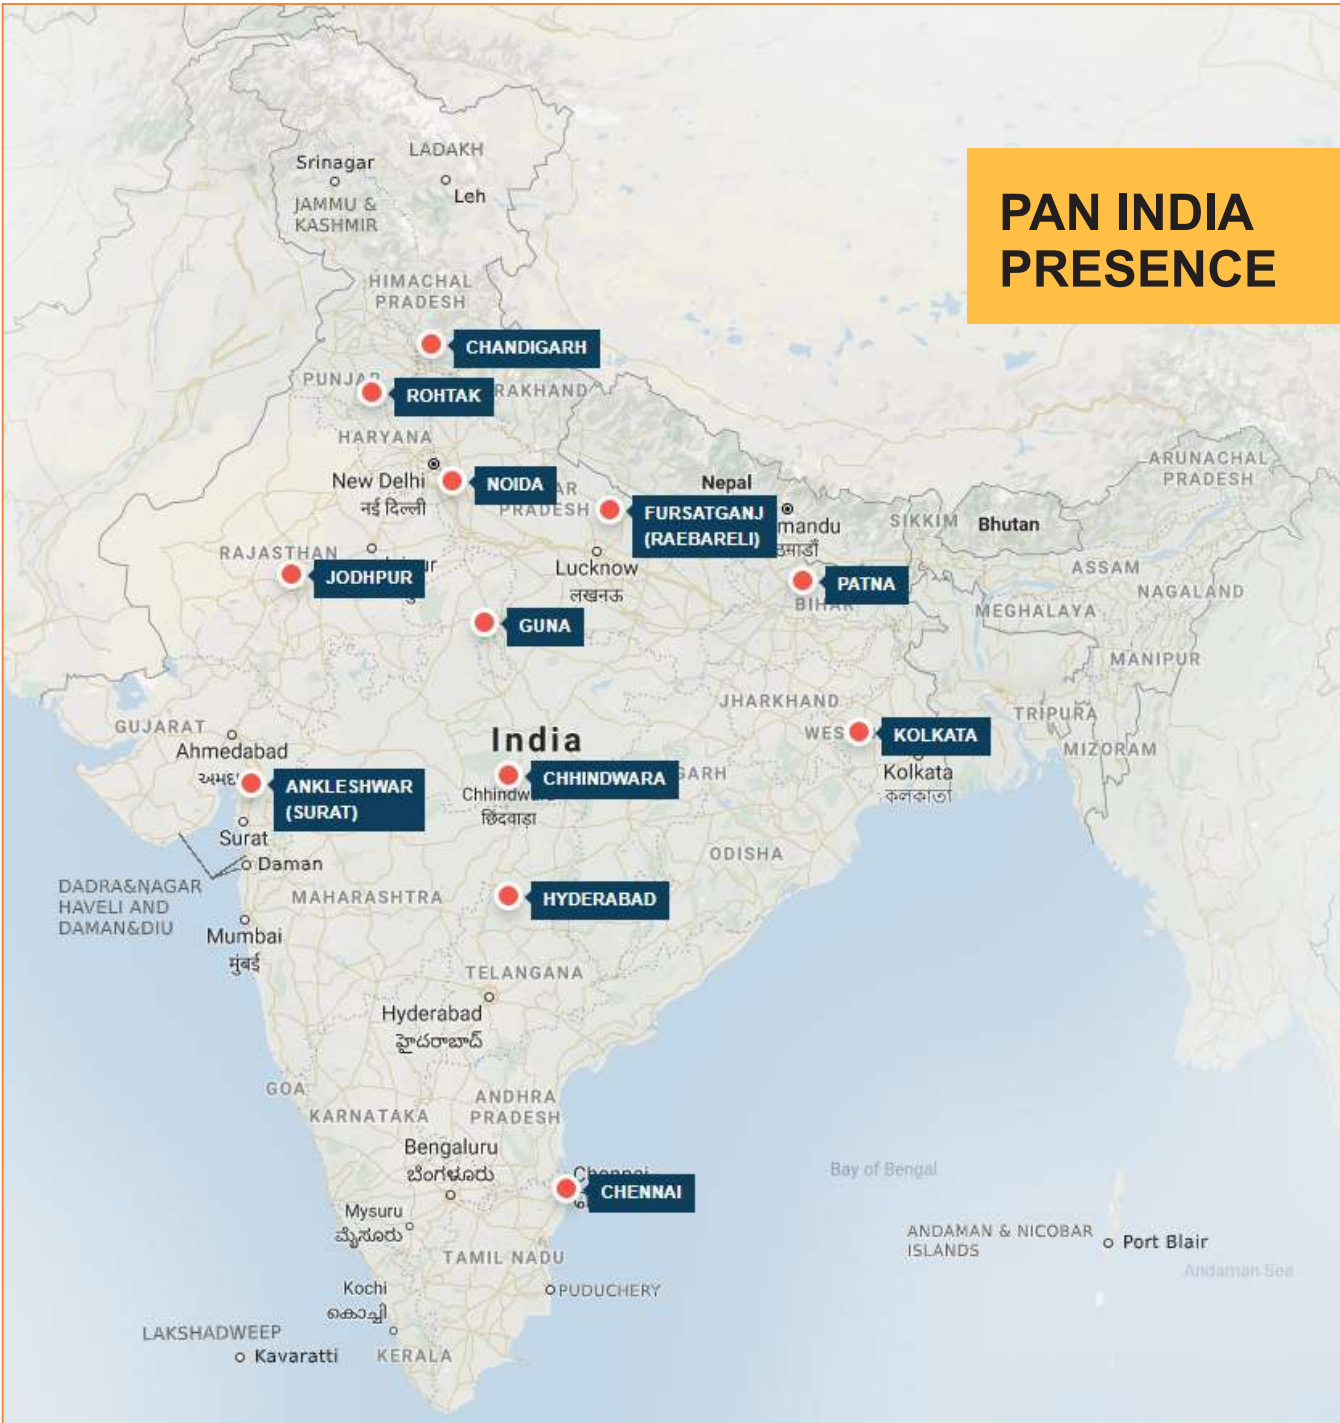 LADAKH
Srinagar
Leh
JAMMU &
KASHMIR
PAN INDIA
PRESENCE
HIMACHAL
PRADESH
CHANDIGARH
ROHTAK
HARYANA
New Delhi
नई दिल्ली
NOIDA
PRADESH
Nepal
FURSATGANJ
(RAEBARELI)
ARUNACHAL
PRADESH
SIKKIM
Bhutan
RAJASTHAN
JODHPUR
Lucknow
लखनऊ
PATNA
BIHAR
ASSAM
NAGALAND
MEGHALAYA
GUNA
MANIPUR
JHARKHAND
TRIPURA
MIZORAM
GUJARAT
Ahmedabad
India
KOLKATA
Kolkata
কলকাতা
ANKLESHWAR
(SURAT)
CHHINDWARA
छिंदवाड़ा
Surat
Daman
ODISHA
DADRA&NAGAR
HAVELI AND
DAMAN&DIU
MAHARASHTRA
HYDERABAD
Mumbai
मुंबई
TELANGANA
Hyderabad
హైదరాబాద్
GOA
KARNATAKA
ANDHRA
PRADESH
Bengaluru
ಬೆಂಗಳೂರು
Chennai
CHENNAI
Bay of Bengal
Mysuru
ಮೈಸೂರು
ANDAMAN & NICOBAR
ISLANDS
Port Blair
Andaman Sea
TAMIL NADU
Kochi
കൊച്ചി
PUDUCHERY
LAKSHADWEEP
Kavaratti
KERALA